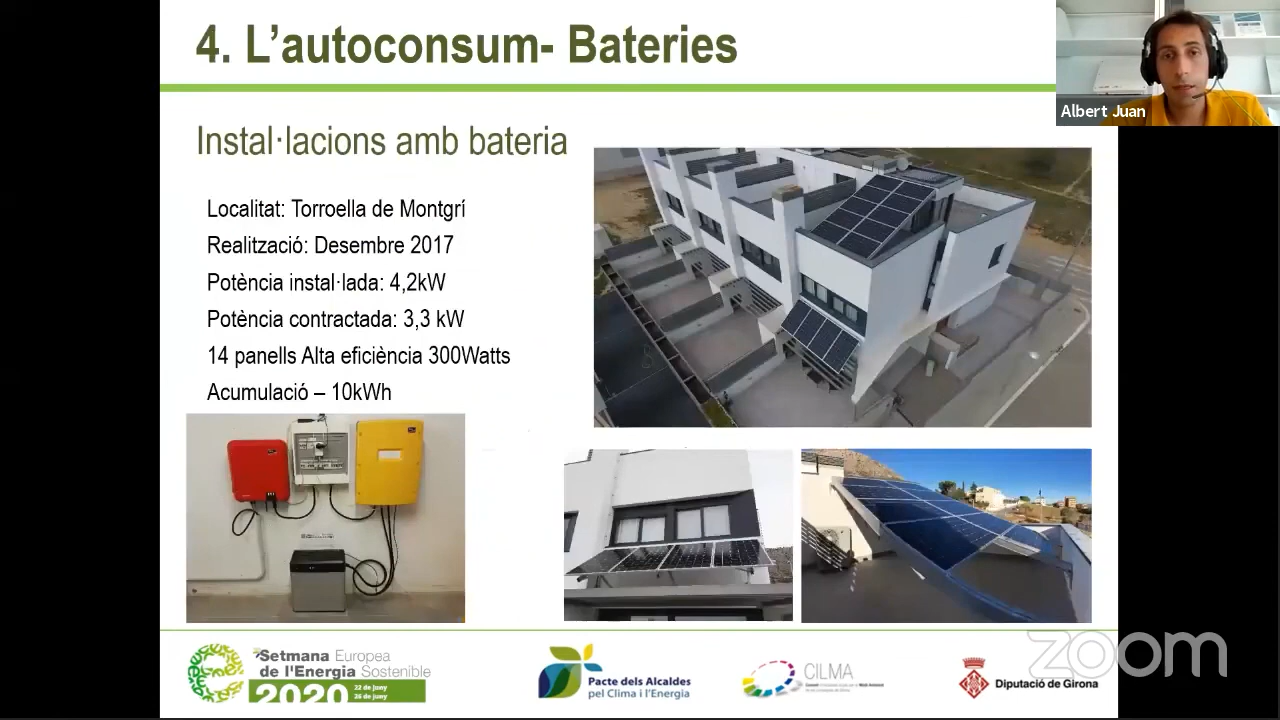 4. L’autoconsum- Bateries
Albert Juan
Instal·lacions amb bateria
Localitat: Torroella de Montgrí
Realització: Desembre 2017
Potència instal·lada: 4,2kW
Potència contractada: 3,3 kW
14 panells Alta eficiència 300Watts
Acumulació – 10kWh
Setmana Europea
de l'Energia Sostenible
2020
22 de juny
26 de juny
Pacte dels Alcaldes
pel Clima i l'Energia
CILMA
Diputació de Girona
zoom